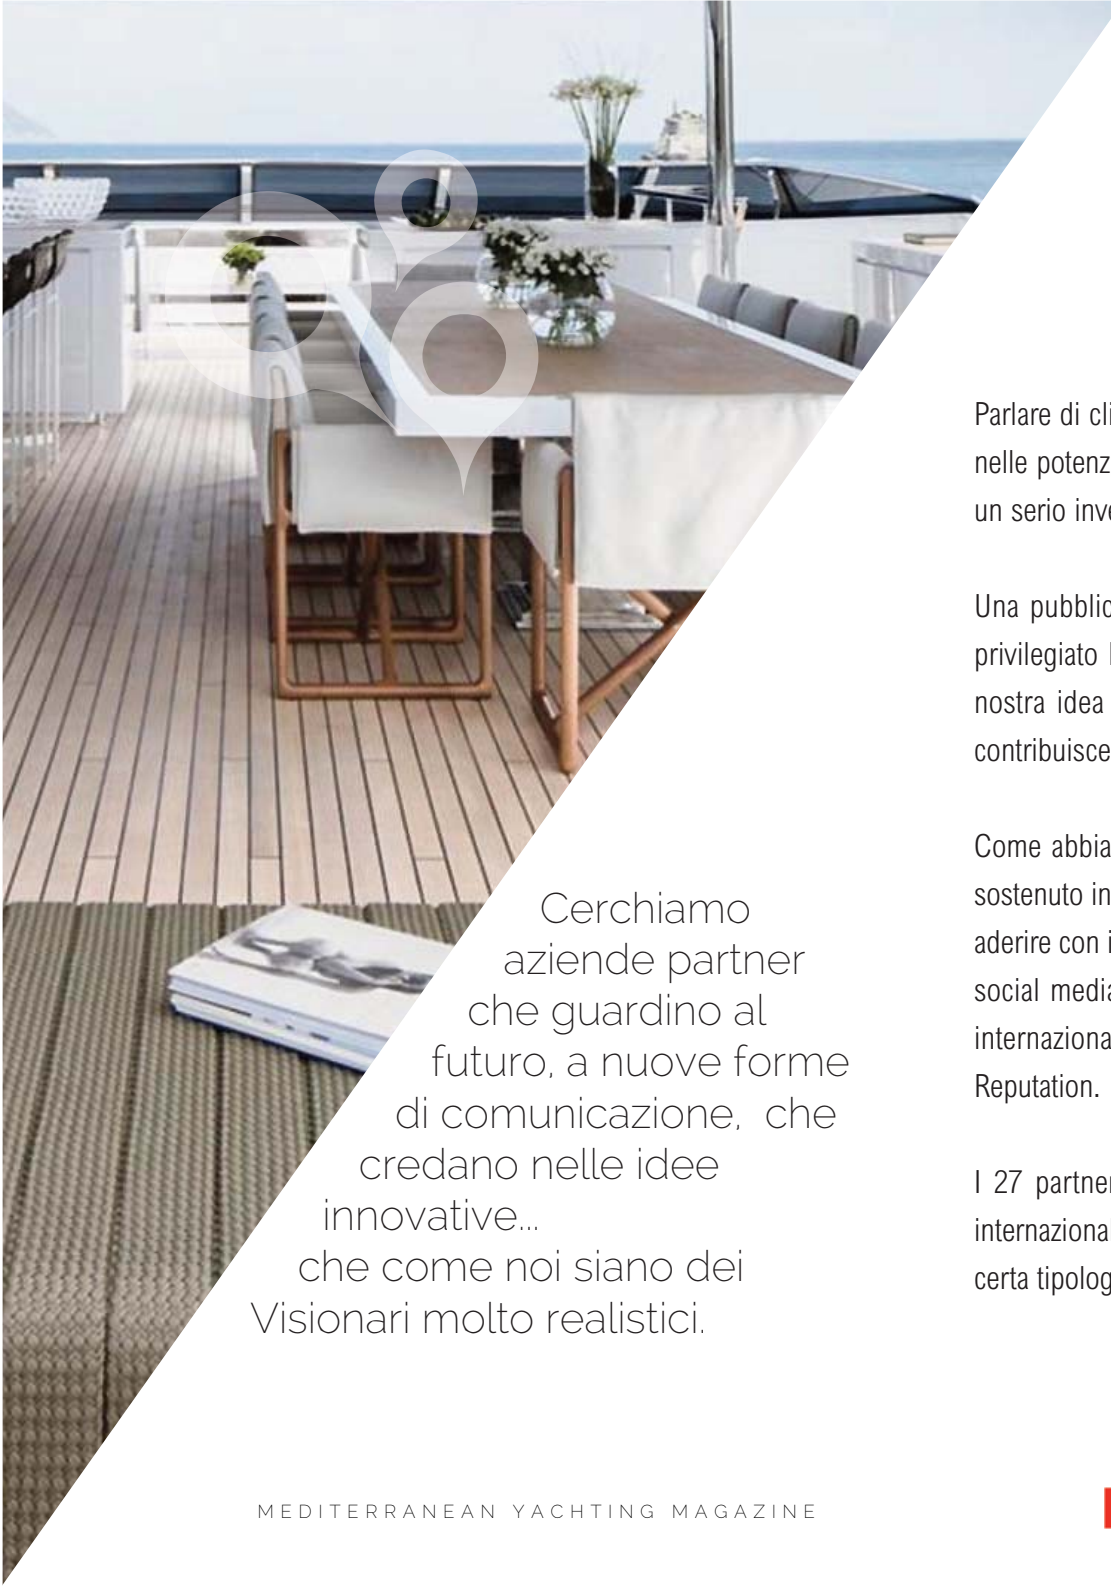 Cerchiamo
aziende partner
che guardino al
futuro, a nuove forme
di comunicazione, che
credano nelle idee
innovative...
che come noi siano dei
Visionari molto realistici.
MEDITERRANEAN YACHTING MAGAZINE
Parlare di
nelle
un serio
Una
privilegiato
nostra idea
contribuisce
Come
sostenuto in
aderire con
social
Reputation.
I 27
certa